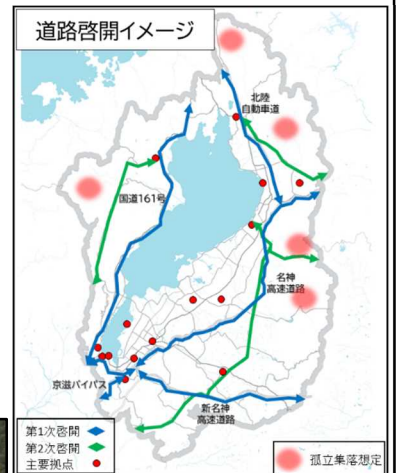 道路啓開イメージ
北陸
自動車道
国道161号
名神
高速道路
京滋バイパス
新名神
高速道路
第1次啓開
第2次啓開
主要拠点
孤立集落想定